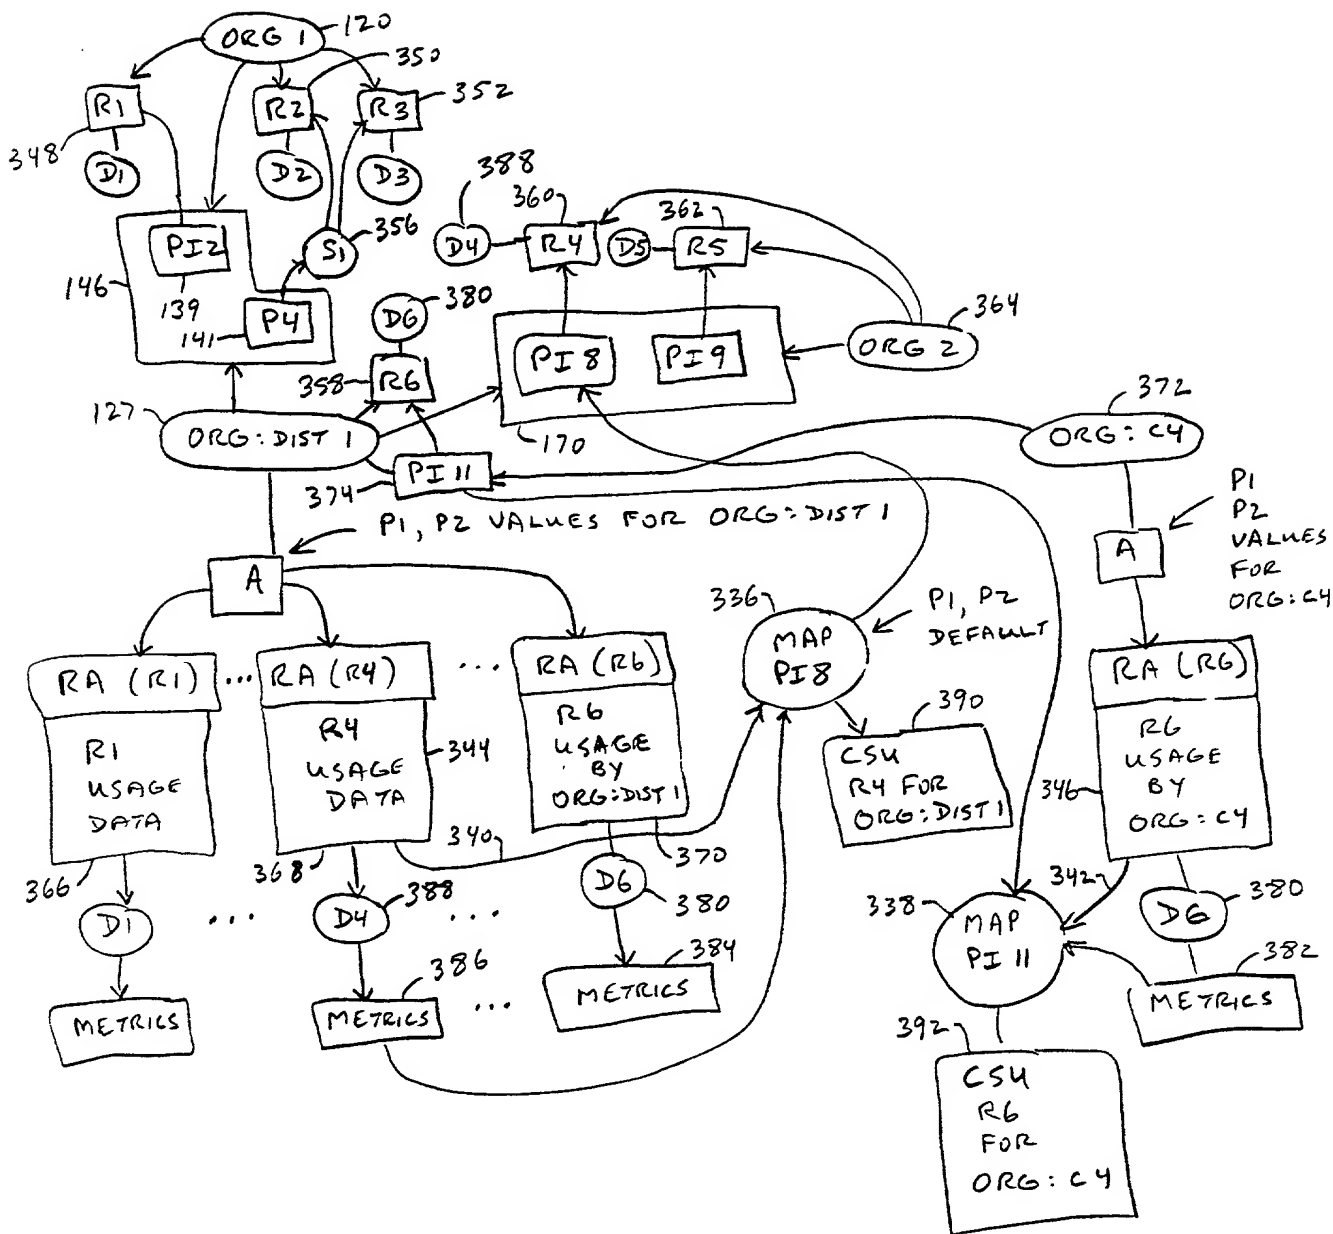 ORG 1
120
350
R1
R2
R3
352
348
D1
D2
D3
388
360
362
S1
356
D4
R4
D5
R5
PI2
146
139
P4
141
D6
380
364
PI 8
PI 9
ORG 2
358
R6
372
127
ORG: DIST 1
170
ORG: C4
PI 11
374
P1, P2 VALUES FOR ORG: DIST 1
P1
P2
VALUES
FOR
ORG: C4
A
A
336
P1, P2
DEFAULT
MAP
PI8
RA (R1)
...
RA (R4)
...
RA (R6)
RA (R6)
R1
USAGE
DATA
R4
USAGE
DATA
344
R6
USAGE
BY
ORG: DIST 1
390
CSU
R4 FOR
ORG: DIST 1
346
R6
USAGE
BY
ORG: C4
340
366
368
370
342
D1
...
D4
388
...
D6
380
338
MAP
PI 11
D6
380
METRICS
386
METRICS
...
384
METRICS
382
METRICS
392
CSU
R6
FOR
ORG: C4